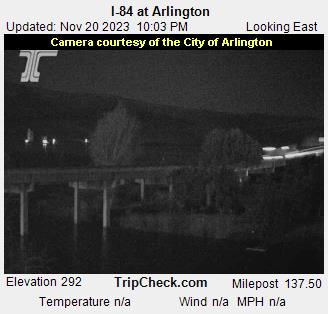 I-84 at Arlington
Updated: Nov 20 2023 10:03 PM Looking East
Camera courtesy of the City of Arlington
Elevation 292 TripCheck.com Milepost 137.50
Temperature n/a Wind n/a MPH n/a